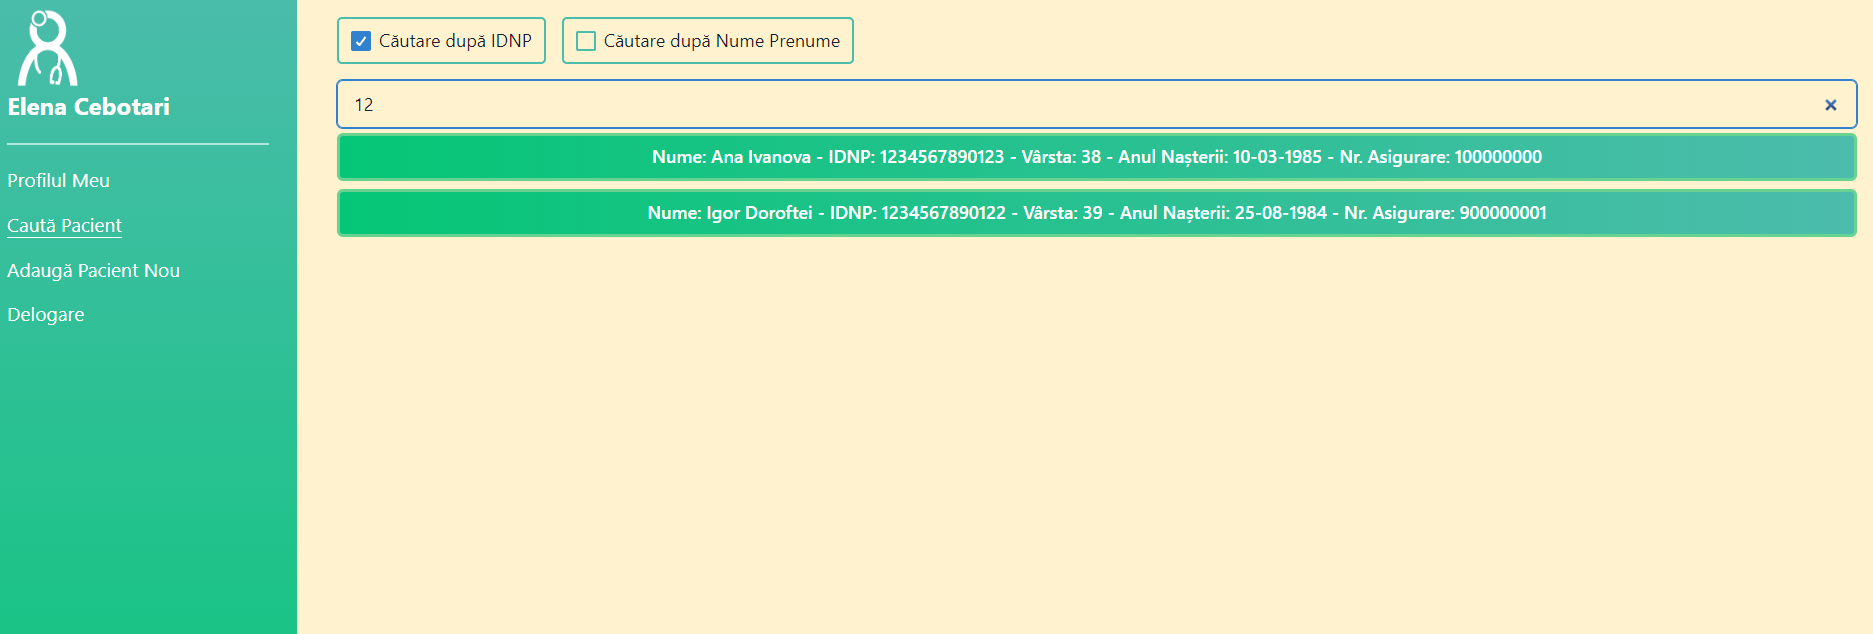 Elena Cebotari
Profilul Meu
Caută Pacient
Adaugă Pacient Nou
Delogare
Căutare după IDNP
Căutare după Nume Prenume
12
Nume: Ana Ivanova - IDNP: 1234567890123 - Vârsta: 38 - Anul Nașterii: 10-03-1985 - Nr. Asigurare: 100000000
Nume: Igor Doroftei - IDNP: 1234567890122 - Vârsta: 39 - Anul Nașterii: 25-08-1984 - Nr. Asigurare: 900000001